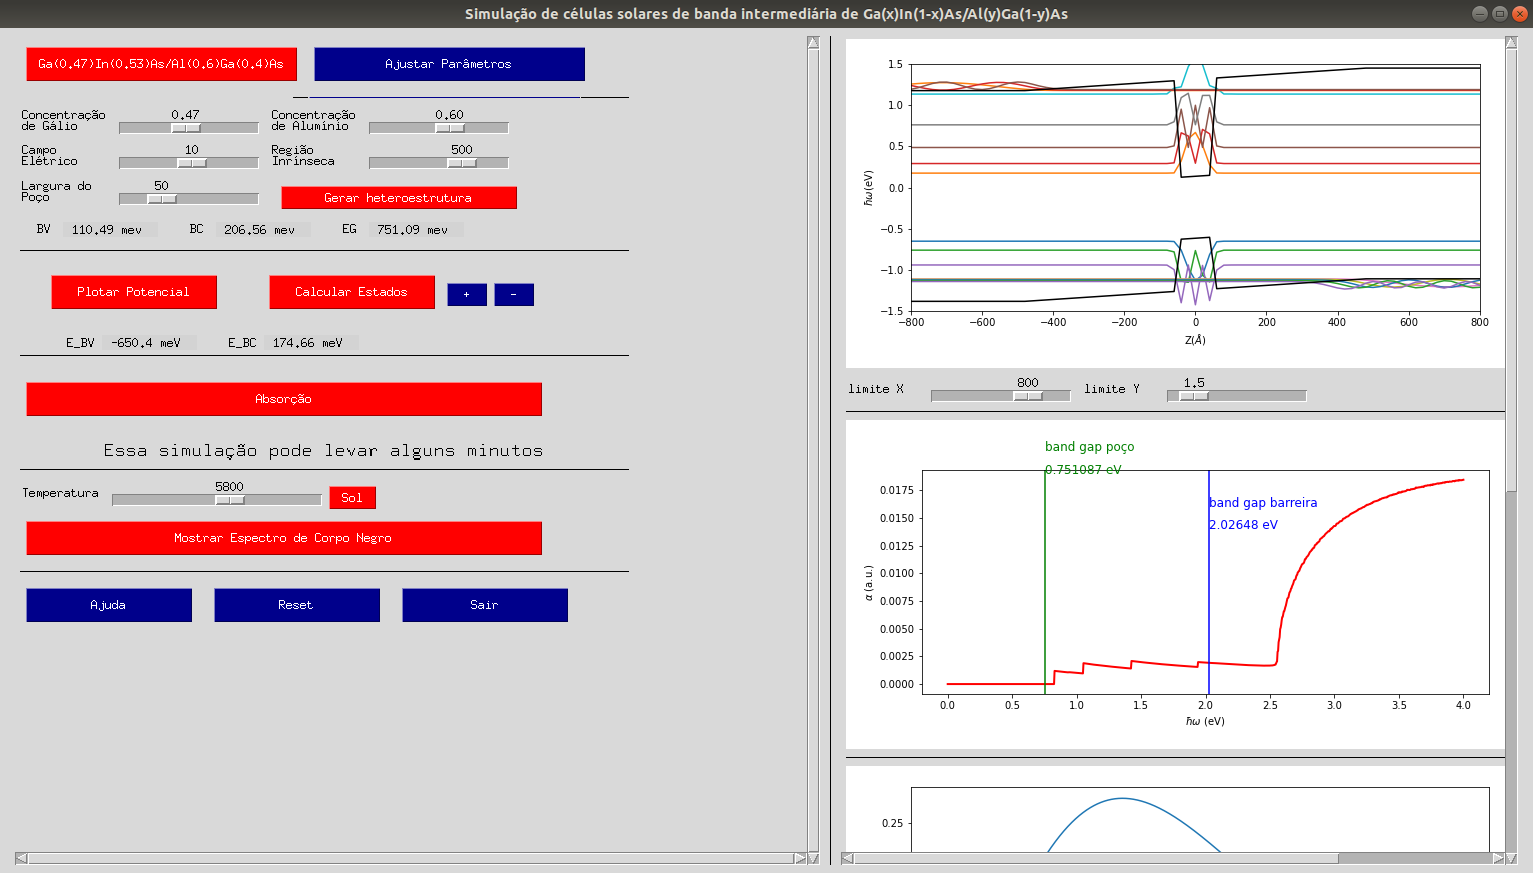 Simulação de células solares de banda intermediária de Ga(x)In(1-x)As/Al(y)Ga(1-y)As
Ga(0.47)In(0.53)As/Al(0.6)Ga(0.4)As
Ajustar Parâmetros
Concentração
de Gálio
0.47
Concentração
de Alumínio
0.60
Campo
Elétrico
10
Região
Inrínseca
500
Largura do
Poço
50
Gerar heteroestrutura
BV 110.49 mev BC 206.56 mev EG 751.09 mev
Plotar Potencial
Calcular Estados
+
-
E_BV -650.4 meV E_BC 174.66 meV
Absorção
Essa simulação pode levar alguns minutos
Temperatura
5800
Sol
Mostrar Espectro de Corpo Negro
Ajuda
Reset
Sair
1.5
1.0
0.5
0.0
−0.5
−1.0
−1.5
ħω(eV)
−800 −600 −400 −200 0 200 400 600 800
Z(Å)
limite X 800 limite Y 1.5
band gap poço
0.751087 eV
band gap barreira
2.02648 eV
0.0175
0.0150
0.0125
0.0100
0.0075
0.0050
0.0025
0.0000
α (a.u.)
0.0 0.5 1.0 1.5 2.0 2.5 3.0 3.5 4.0
ħω (eV)
0.25